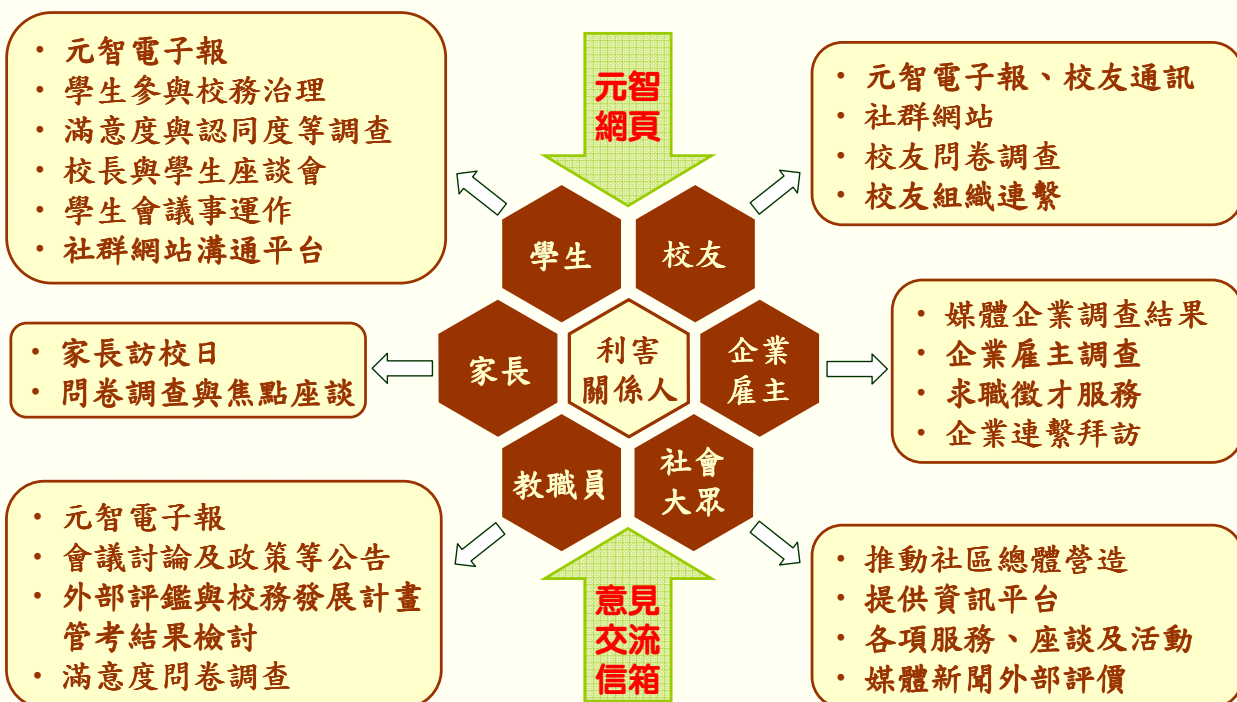 • 元智電子報
• 學生參與校務治理
• 滿意度與認同度等調查
• 校長與學生座談會
• 學生會議事運作
• 社群網站溝通平台
元智
網頁
• 元智電子報、校友通訊
• 社群網站
• 校友問卷調查
• 校友組織連繫
學生
校友
• 家長訪校日
• 問卷調查與焦點座談
家長
利害
關係人
企業
雇主
• 媒體企業調查結果
• 企業雇主調查
• 求職徵才服務
• 企業連繫拜訪
教職員
社會
大眾
• 元智電子報
• 會議討論及政策等公告
• 外部評鑑與校務發展計畫
管考結果檢討
• 滿意度問卷調查
意見
交流
信箱
• 推動社區總體營造
• 提供資訊平台
• 各項服務、座談及活動
• 媒體新聞外部評價